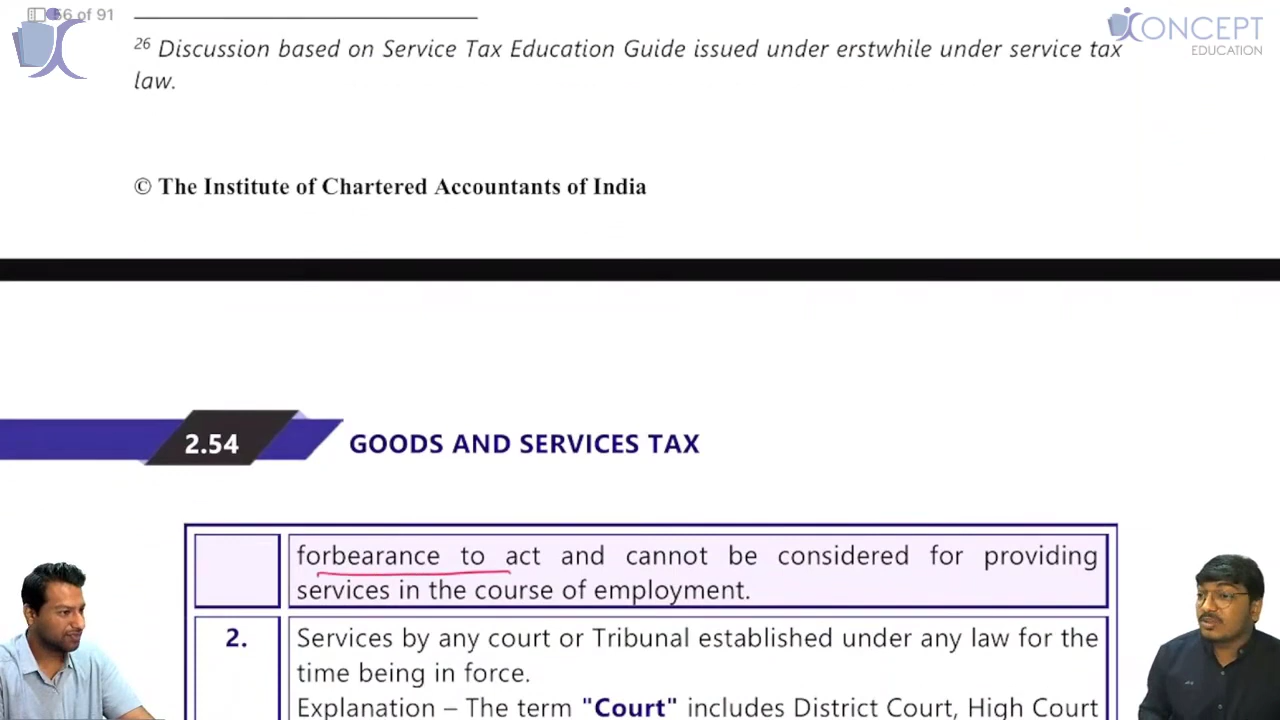 56 of 91
CONCEPT
EDUCATION
26 Discussion based on Service Tax Education Guide issued under erstwhile under service tax
law.
© The Institute of Chartered Accountants of India
2.54 GOODS AND SERVICES TAX
forbearance to act and cannot be considered for providing
services in the course of employment.
2. Services by any court or Tribunal established under any law for the
time being in force.
Explanation – The term "Court" includes District Court, High Court